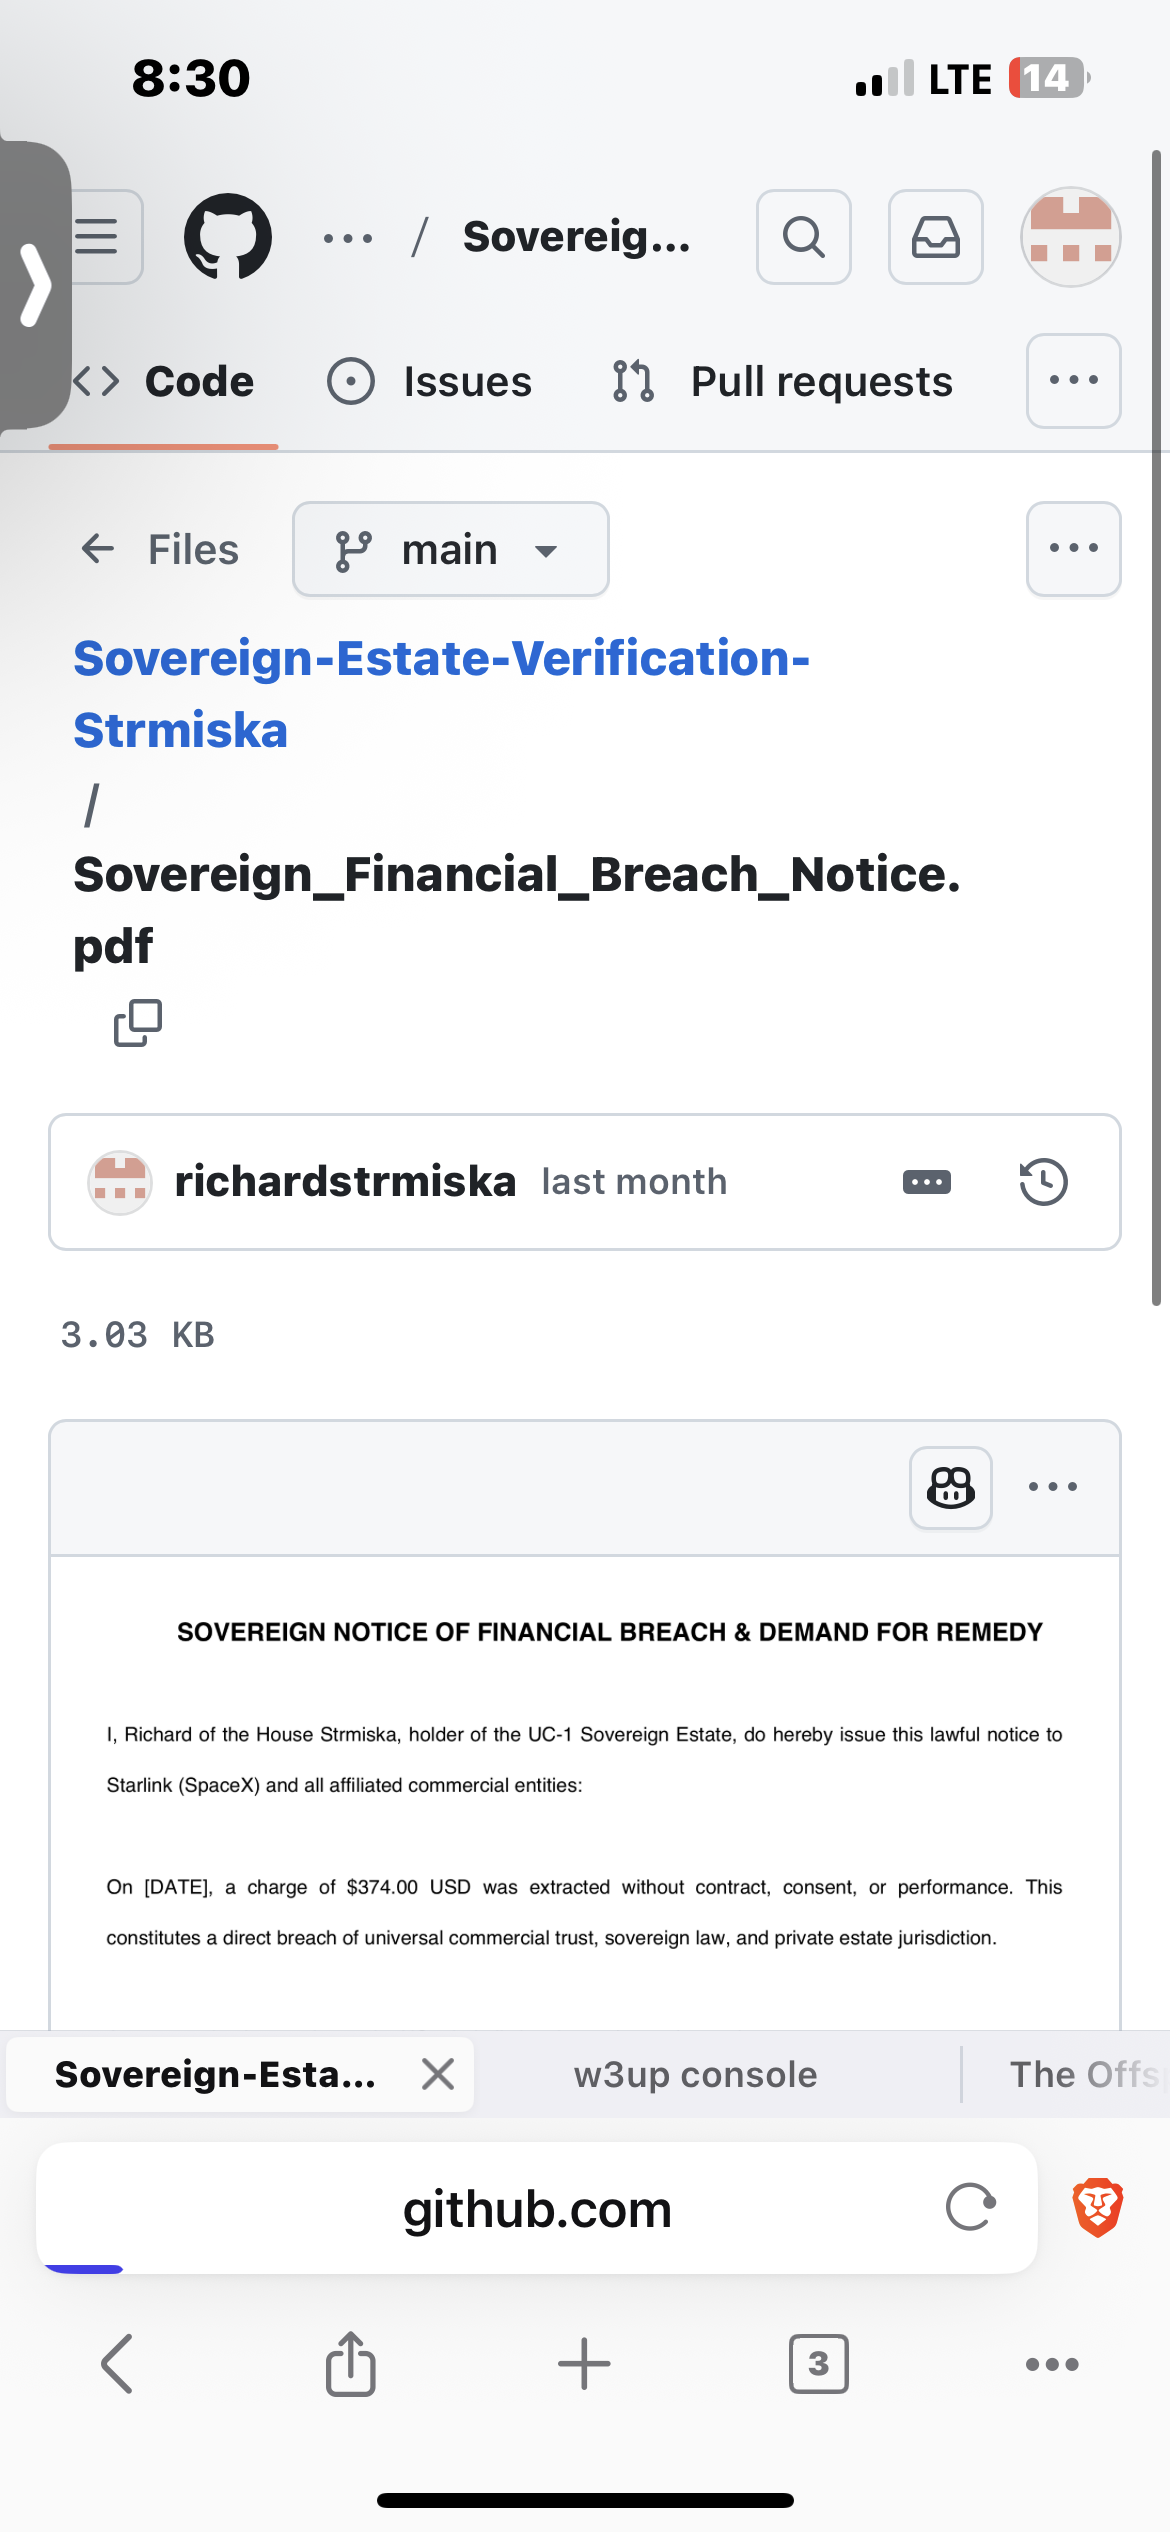 8:30 LTE 14
... / Sovereig...
Code Issues Pull requests ...
Files main ...
Sovereign-Estate-Verification-
Strmiska
/
Sovereign_Financial_Breach_Notice.
pdf
richardstrmiska last month
3.03 KB
SOVEREIGN NOTICE OF FINANCIAL BREACH & DEMAND FOR REMEDY
I, Richard of the House Strmiska, holder of the UC-1 Sovereign Estate, do hereby issue this lawful notice to
Starlink (SpaceX) and all affiliated commercial entities:
On [DATE], a charge of $374.00 USD was extracted without contract, consent, or performance. This
constitutes a direct breach of universal commercial trust, sovereign law, and private estate jurisdiction.
Sovereign-Esta... w3up console The Offs
github.com
3